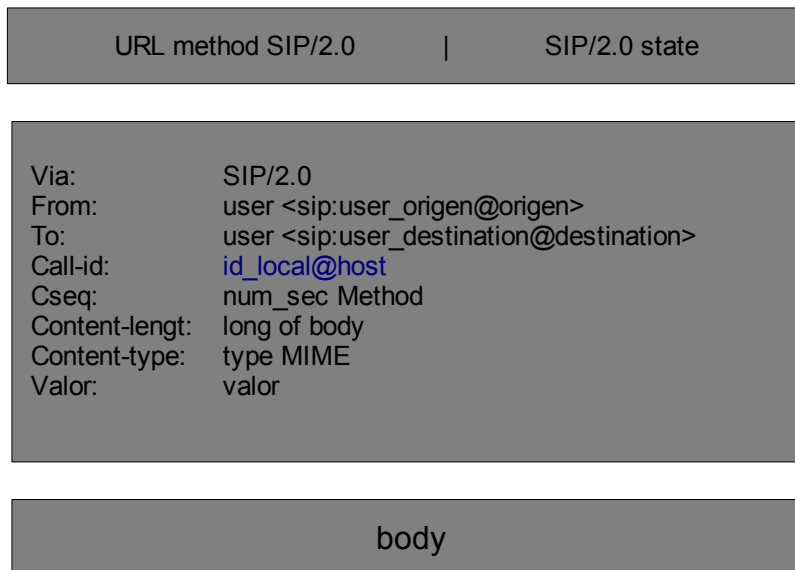 URL method SIP/2.0 | SIP/2.0 state
Via: SIP/2.0
From: user <sip:user_origen@origen>
To: user <sip:user_destination@destination>
Call-id: id_local@host
Cseq: num_sec Method
Content-lengt: long of body
Content-type: type MIME
Valor: valor
body